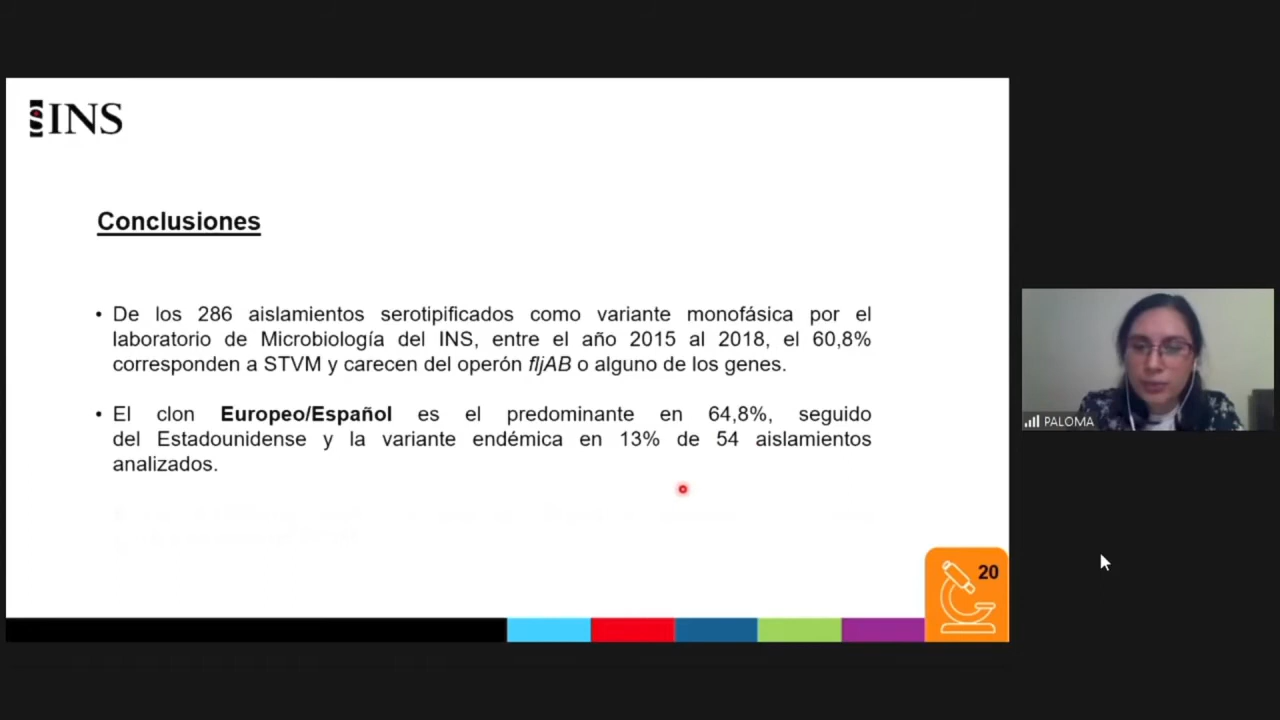 INS
Conclusiones
• De los 286 aislamientos serotipificados como variante monofásica por el
laboratorio de Microbiología del INS, entre el año 2015 al 2018, el 60,8%
corresponden a STVM y carecen del operón fljAB o alguno de los genes.
• El clon Europeo/Español es el predominante en 64,8%, seguido
del Estadounidense y la variante endémica en 13% de 54 aislamientos
analizados.
20
PALOMA